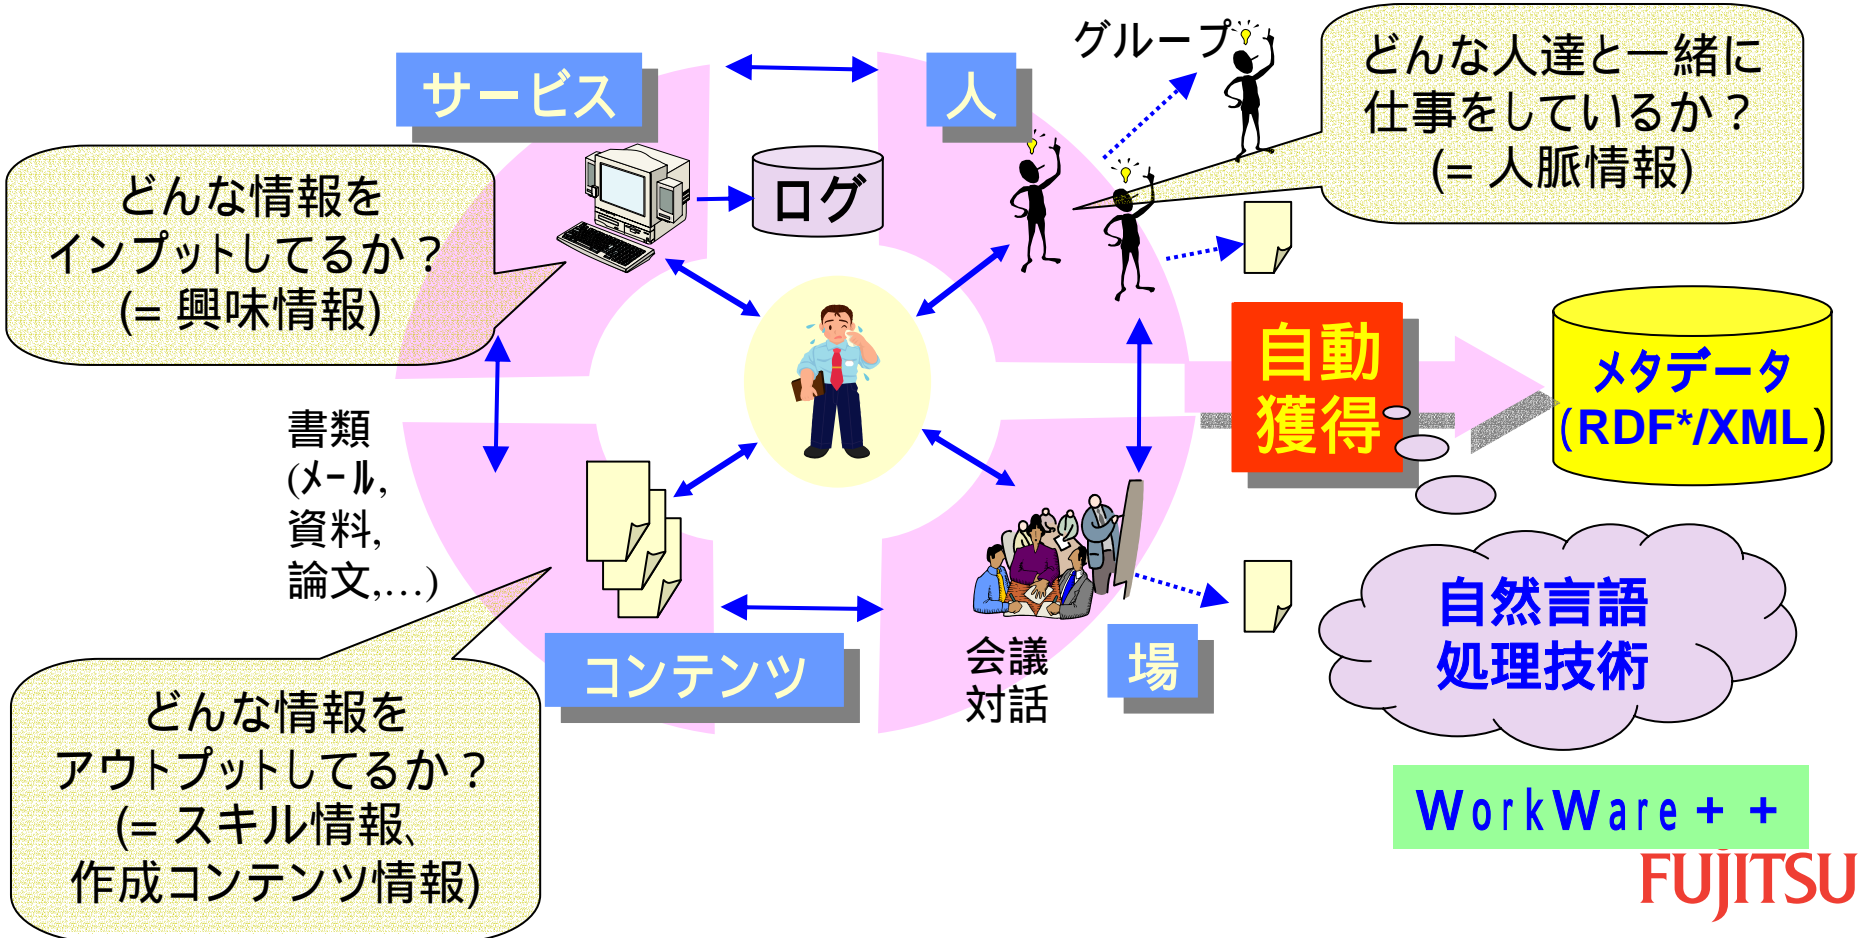 グループ
サービス
人
どんな人達と一緒に
仕事をしているか？
(= 人脈情報)
どんな情報を
インプットしてるか？
(= 興味情報)
ログ
自動
獲得
メタデータ
(RDF*/XML)
書類
(メール,
資料,
論文,…)
自然言語
処理技術
コンテンツ
会議
対話
場
どんな情報を
アウトプットしてるか？
(= スキル情報、
作成コンテンツ情報)
WorkWare++
FUJITSU